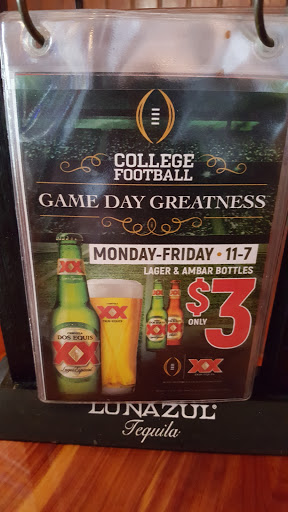 COLLEGE
FOOTBALL
GAME DAY GREATNESS
MONDAY-FRIDAY • 11-7
LAGER & AMBAR BOTTLES
ONLY $3
DOS EQUIS
XX
XX
XX
LUNAZUL®
Tequila